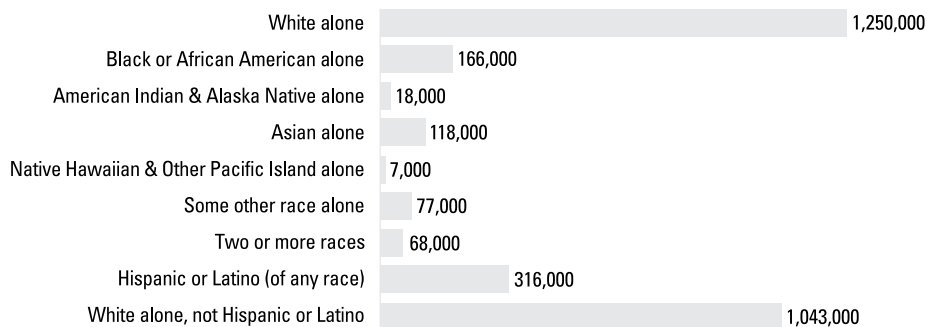 White alone 1,250,000
Black or African American alone 166,000
American Indian & Alaska Native alone 18,000
Asian alone 118,000
Native Hawaiian & Other Pacific Island alone 7,000
Some other race alone 77,000
Two or more races 68,000
Hispanic or Latino (of any race) 316,000
White alone, not Hispanic or Latino 1,043,000